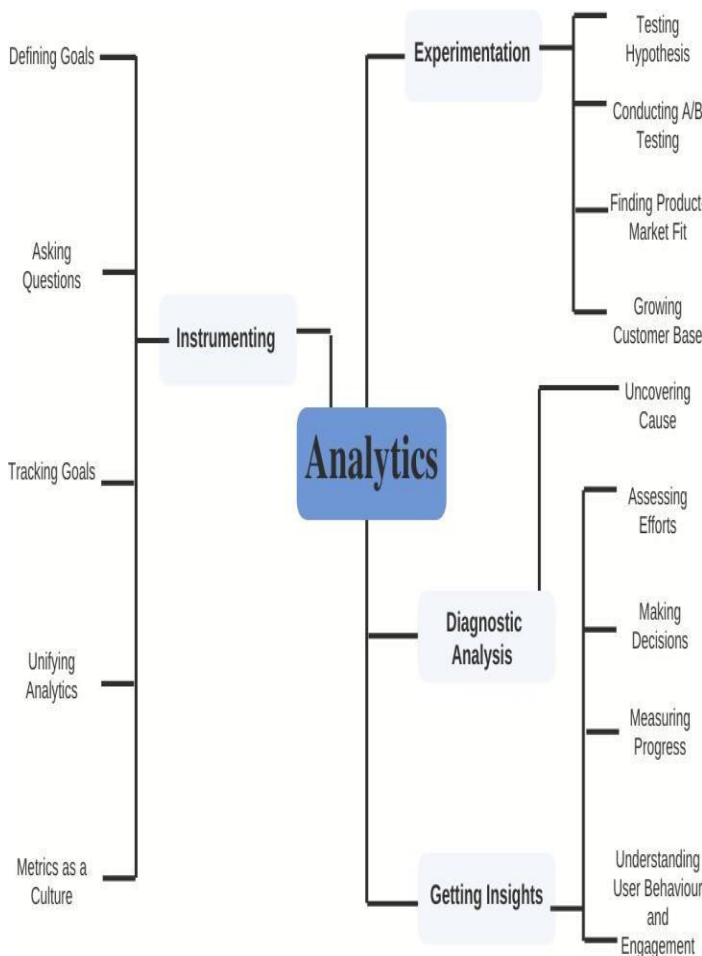 Defining Goals
Asking
Questions
Instrumenting
Tracking Goals
Unifying
Analytics
Metrics as a
Culture
Analytics
Experimentation
Testing
Hypothesis
Conducting A/B
Testing
Finding Product-
Market Fit
Growing
Customer Base
Diagnostic
Analysis
Uncovering
Cause
Getting Insights
Assessing
Efforts
Making
Decisions
Measuring
Progress
Understanding
User Behaviour
and
Engagement